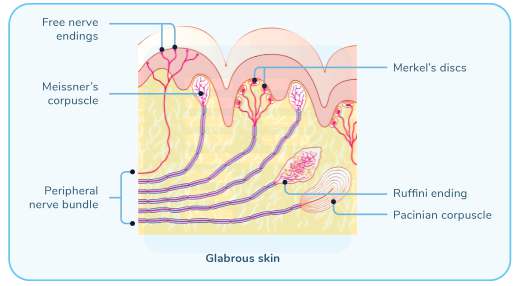 Free nerve
endings
Meissner's
corpuscle
Peripheral
nerve bundle
Merkel's discs
Ruffini ending
Pacinian corpuscle
Glabrous skin